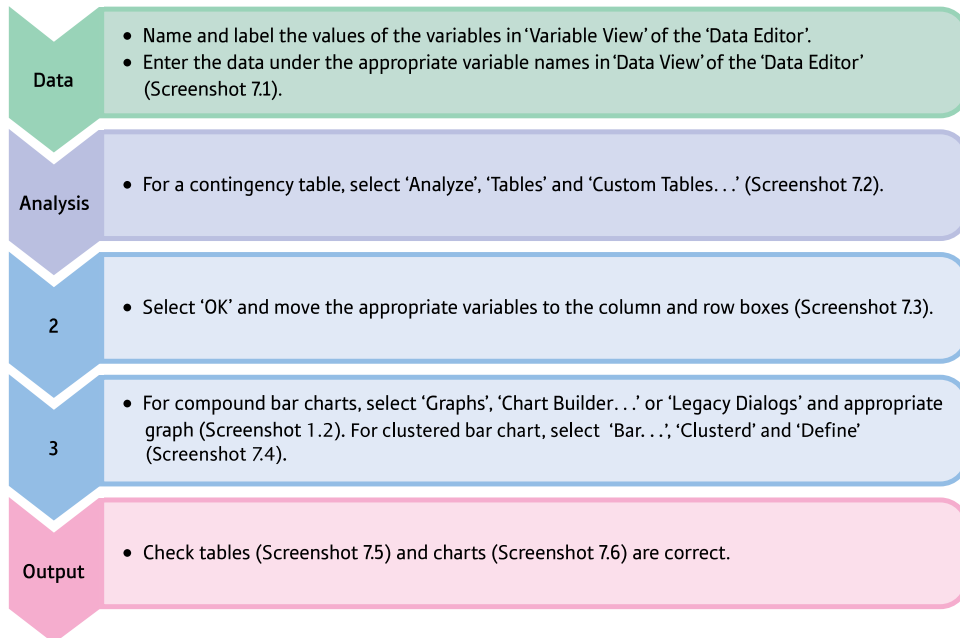 Data
• Name and label the values of the variables in ‘Variable View’ of the ‘Data Editor’.
• Enter the data under the appropriate variable names in ‘Data View’ of the ‘Data Editor’
(Screenshot 7.1).
Analysis
• For a contingency table, select ‘Analyze’, ‘Tables’ and ‘Custom Tables. . .’ (Screenshot 7.2).
2
• Select ‘OK’ and move the appropriate variables to the column and row boxes (Screenshot 7.3).
3
• For compound bar charts, select ‘Graphs’, ‘Chart Builder. . .’ or ‘Legacy Dialogs’ and appropriate
graph (Screenshot 1.2). For clustered bar chart, select ‘Bar. . .’, ‘Clusterd’ and ‘Define’
(Screenshot 7.4).
Output
• Check tables (Screenshot 7.5) and charts (Screenshot 7.6) are correct.